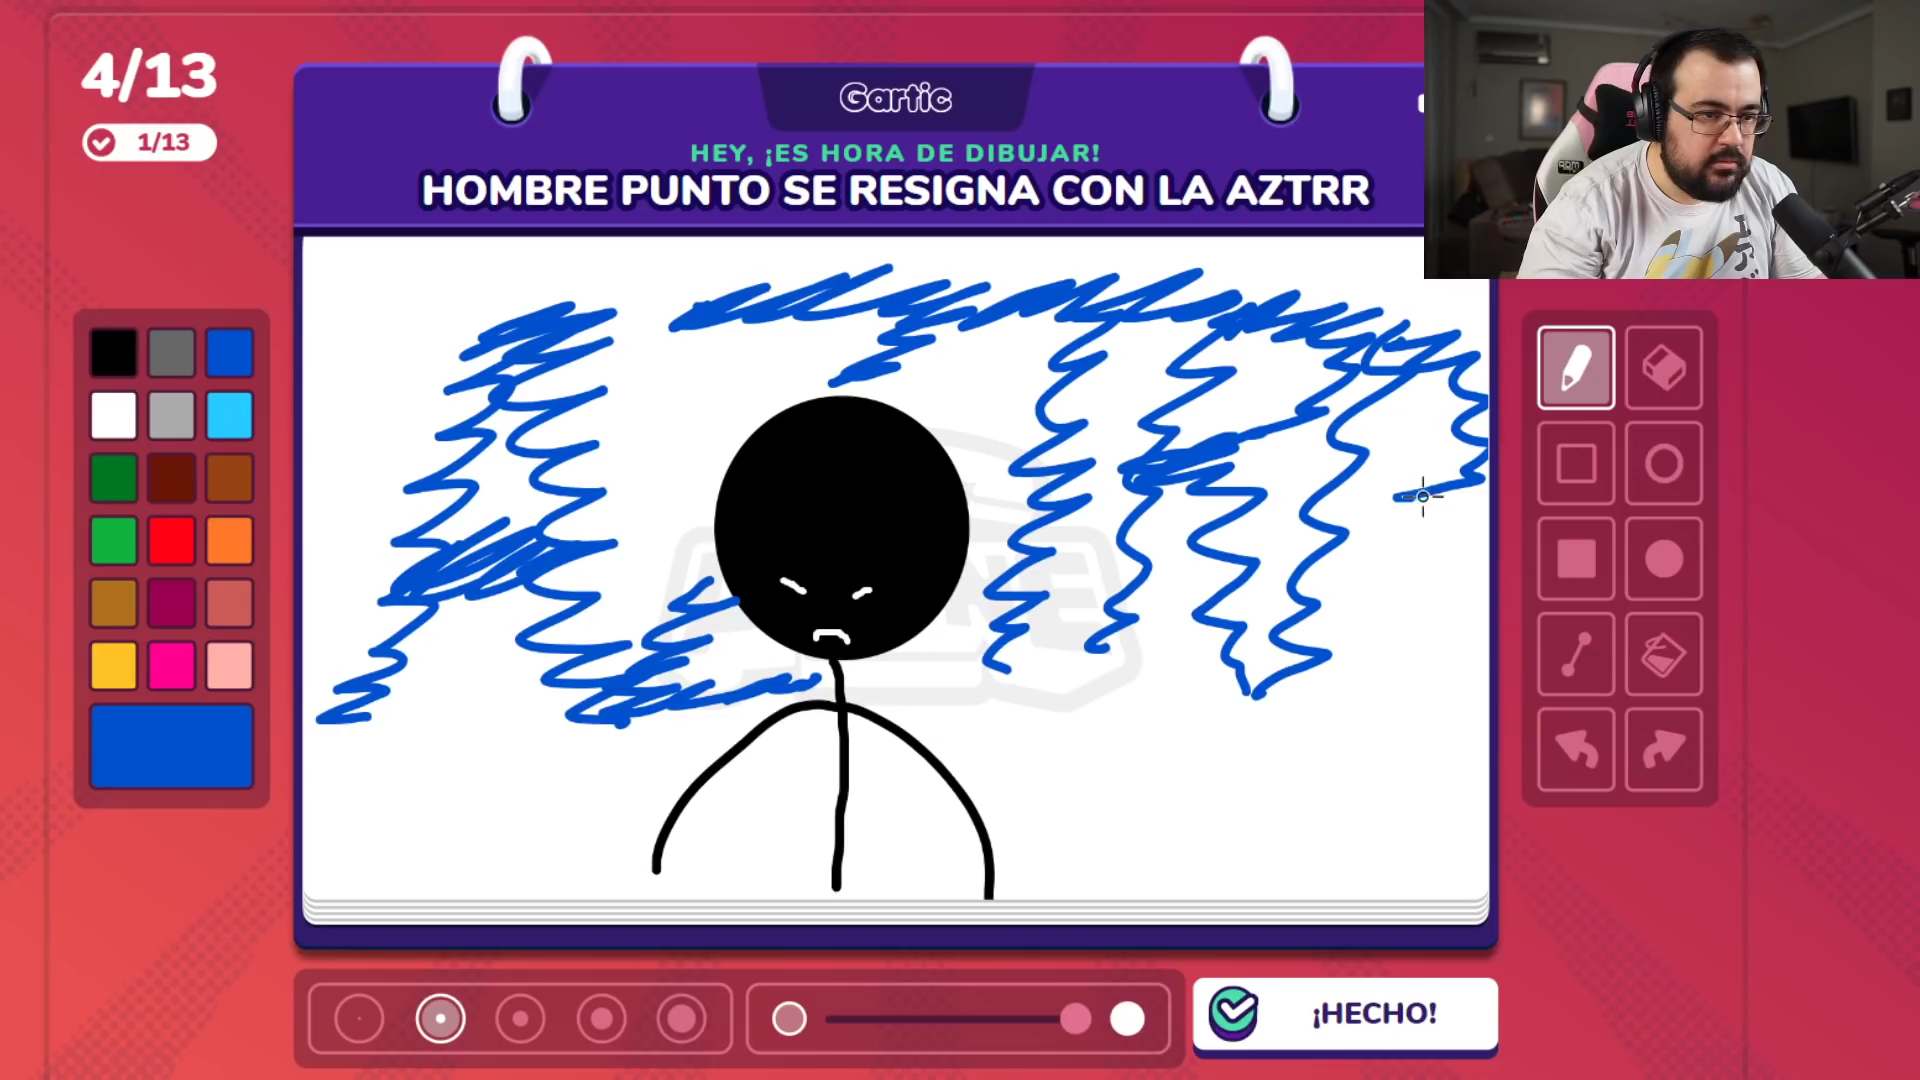 4/13
1/13
Gartic
HEY, ¡ES HORA DE DIBUJAR!
HOMBRE PUNTO SE RESIGNA CON LA AZTRR
¡HECHO!